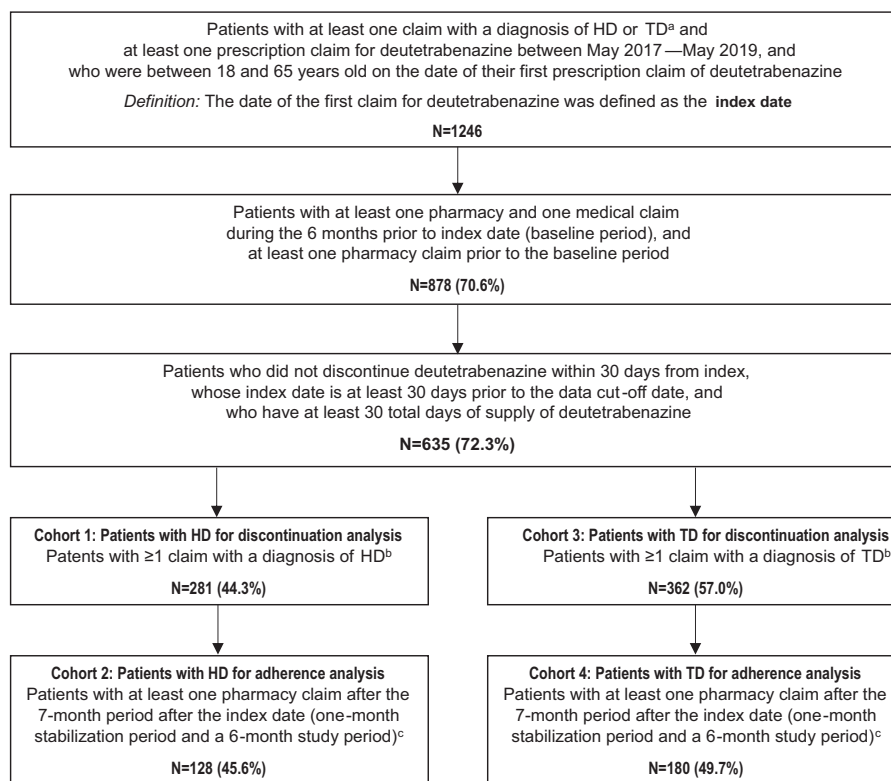 Patients with at least one claim with a diagnosis of HD or TDᵃ and
at least one prescription claim for deutetrabenazine between May 2017—May 2019, and
who were between 18 and 65 years old on the date of their first prescription claim of deutetrabenazine
Definition: The date of the first claim for deutetrabenazine was defined as the index date
N=1246
Patients with at least one pharmacy and one medical claim
during the 6 months prior to index date (baseline period), and
at least one pharmacy claim prior to the baseline period
N=878 (70.6%)
Patients who did not discontinue deutetrabenazine within 30 days from index,
whose index date is at least 30 days prior to the data cut-off date, and
who have at least 30 total days of supply of deutetrabenazine
N=635 (72.3%)
Cohort 1: Patients with HD for discontinuation analysis
Patents with ≥1 claim with a diagnosis of HDᵇ
N=281 (44.3%)
Cohort 3: Patients with TD for discontinuation analysis
Patients with ≥1 claim with a diagnosis of TDᵇ
N=362 (57.0%)
Cohort 2: Patients with HD for adherence analysis
Patients with at least one pharmacy claim after the
7-month period after the index date (one-month
stabilization period and a 6-month study period)ᶜ
N=128 (45.6%)
Cohort 4: Patients with TD for adherence analysis
Patients with at least one pharmacy claim after the
7-month period after the index date (one-month
stabilization period and a 6-month study period)ᶜ
N=180 (49.7%)